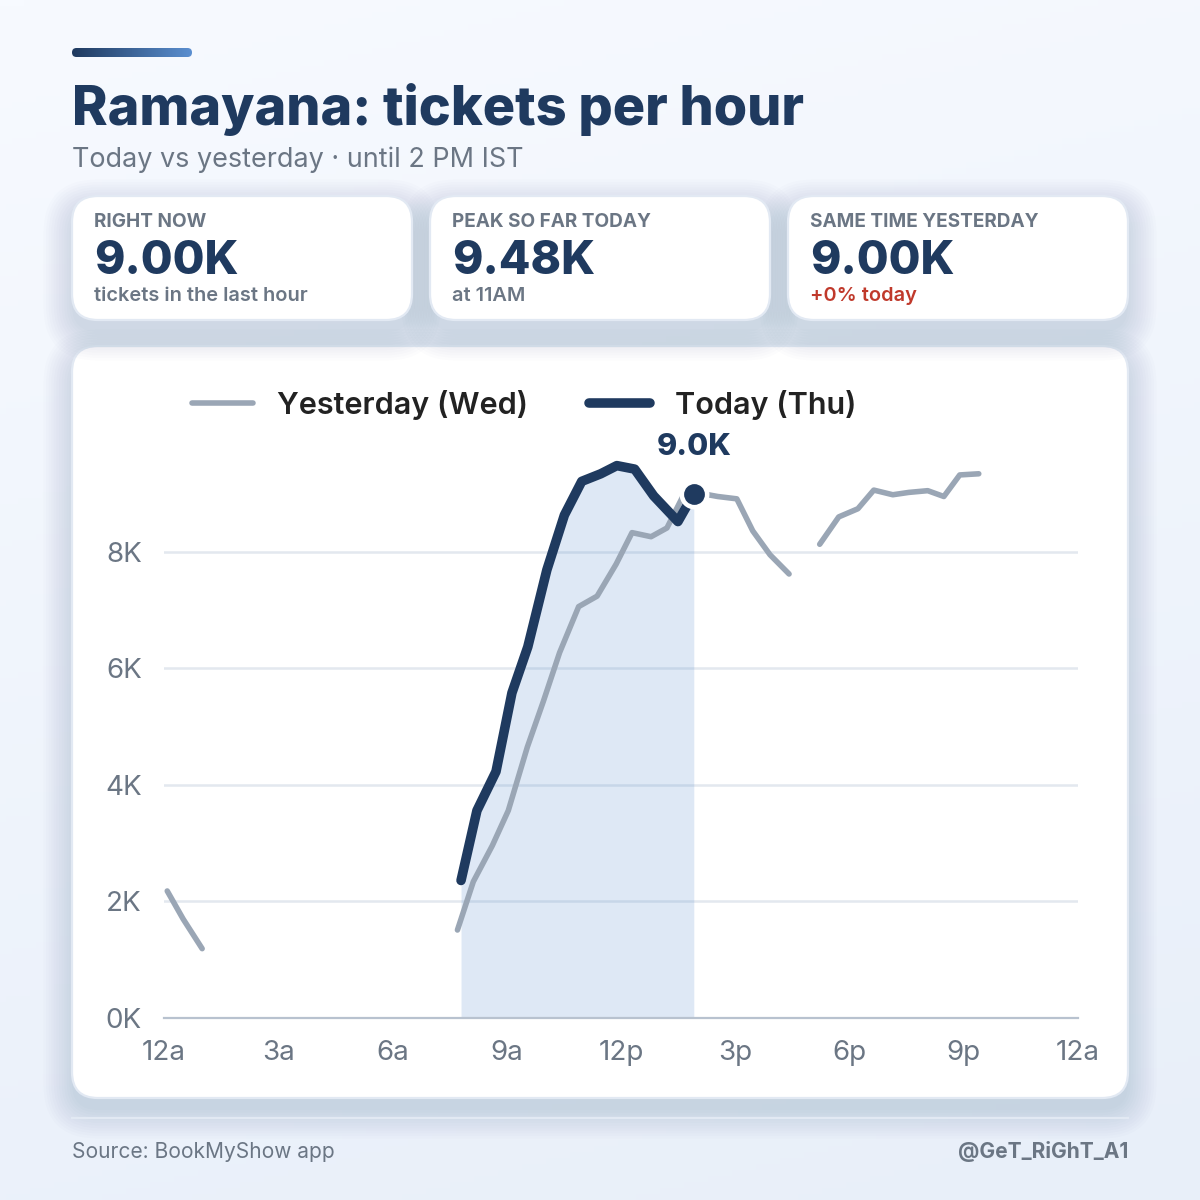 Ramayana: tickets per hour
Today vs yesterday · until 2 PM IST
RIGHT NOW
9.00K
tickets in the last hour
PEAK SO FAR TODAY
9.48K
at 11AM
SAME TIME YESTERDAY
9.00K
+0% today
Yesterday (Wed)
Today (Thu)
9.0K
8K
6K
4K
2K
0K
12a 3a 6a 9a 12p 3p 6p 9p 12a
Source: BookMyShow app
@GeT_RiGhT_A1